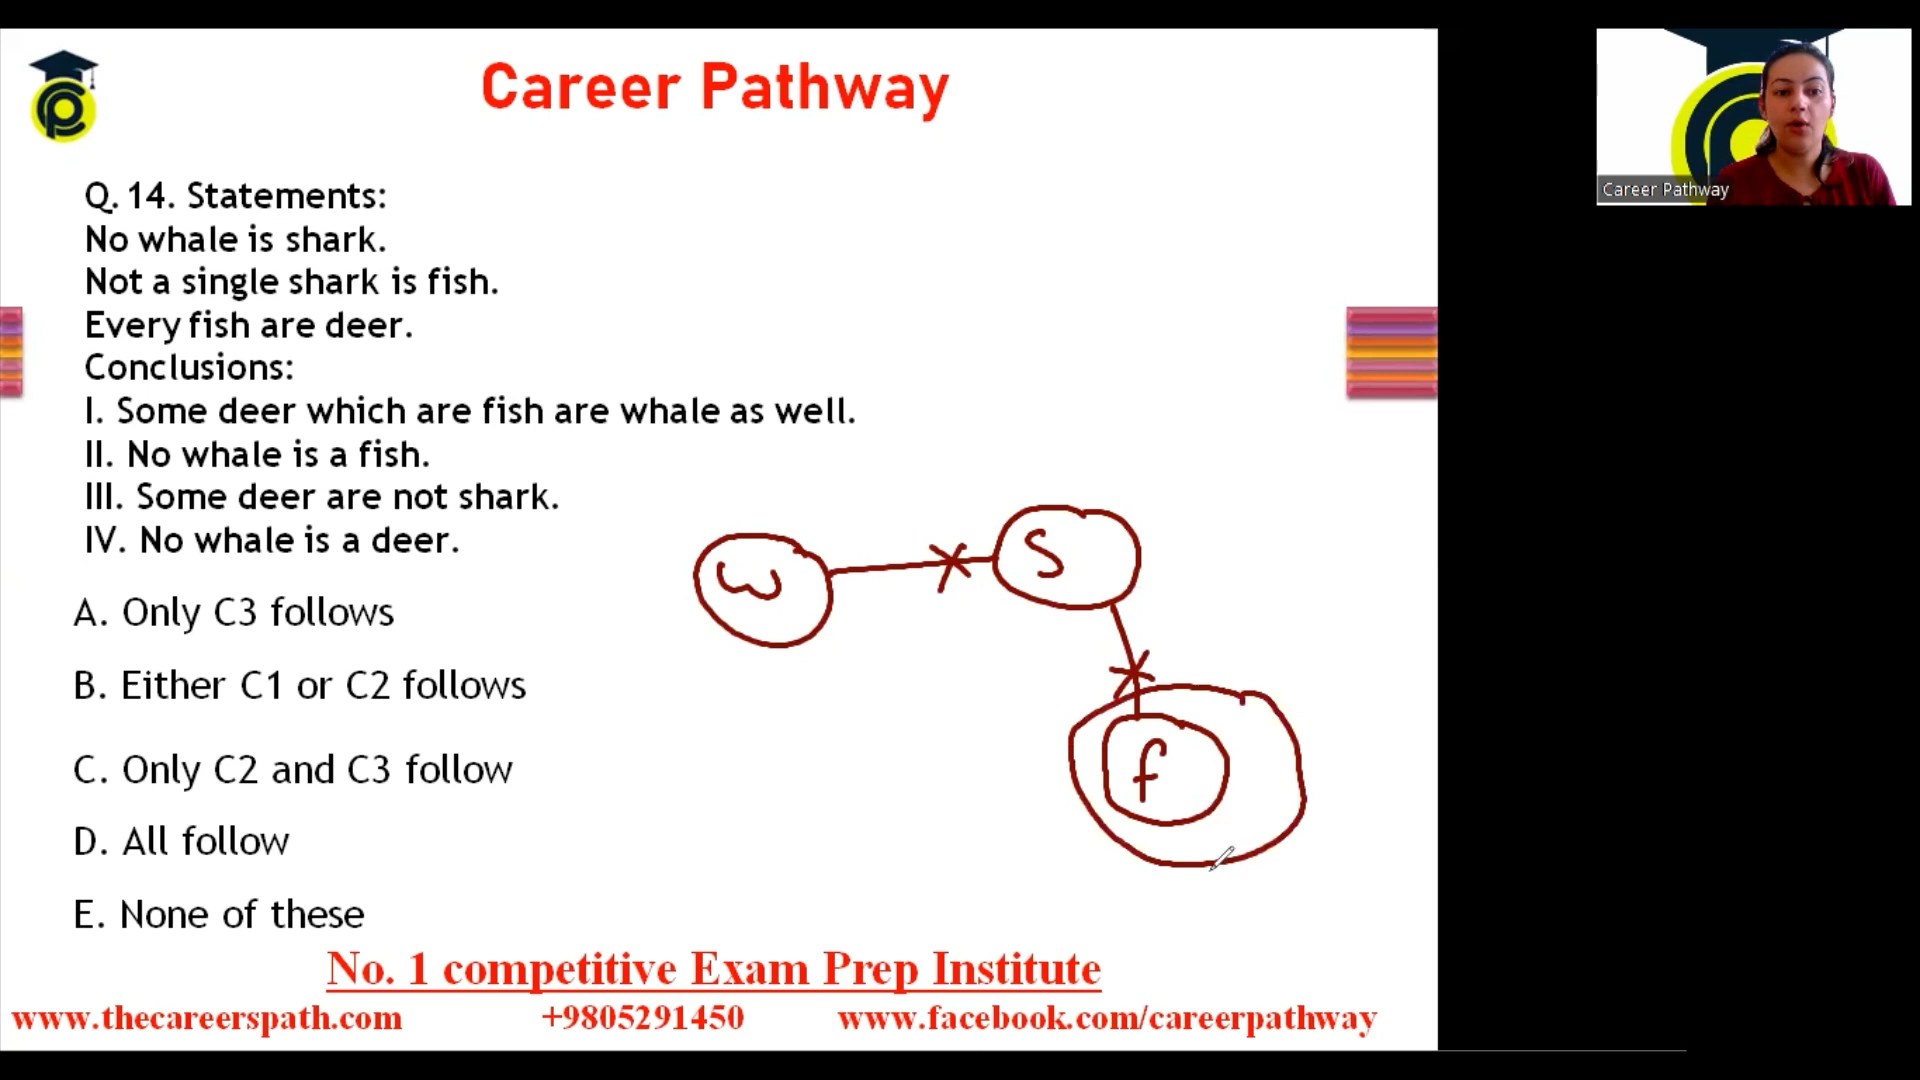 Career Pathway
Career Pathway
Q. 14. Statements:
No whale is shark.
Not a single shark is fish.
Every fish are deer.
Conclusions:
I. Some deer which are fish are whale as well.
II. No whale is a fish.
III. Some deer are not shark.
IV. No whale is a deer.
A. Only C3 follows
B. Either C1 or C2 follows
C. Only C2 and C3 follow
D. All follow
E. None of these
W
S
f
No. 1 competitive Exam Prep Institute
www.thecareerspath.com +9805291450 www.facebook.com/careerpathway